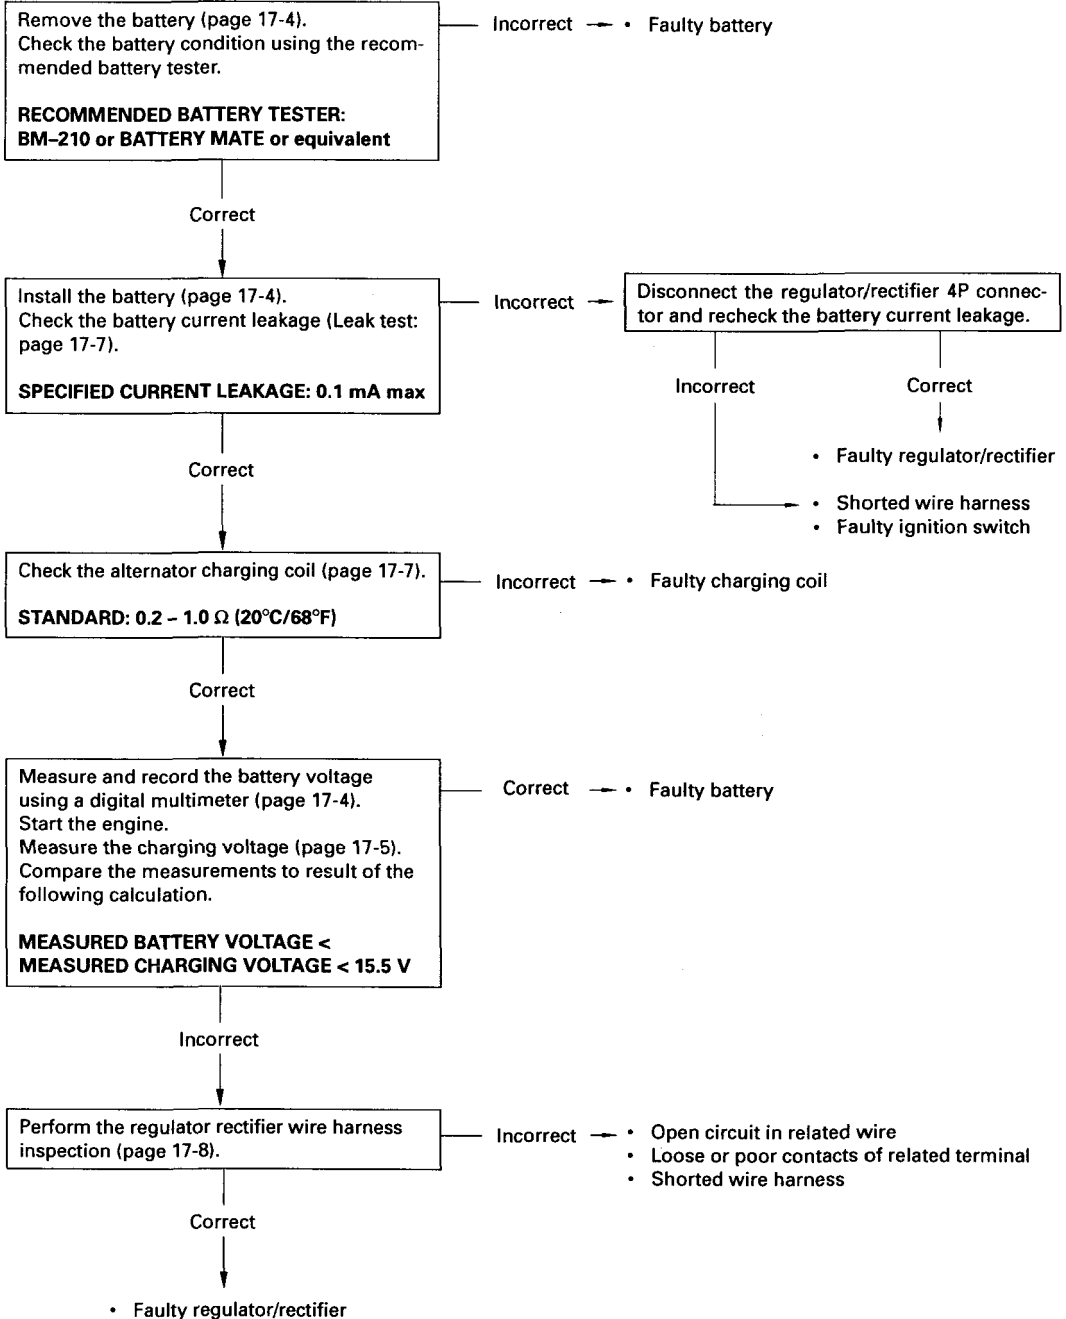 Remove the battery (page 17-4).
Check the battery condition using the recom-
mended battery tester.
RECOMMENDED BATTERY TESTER:
BM–210 or BATTERY MATE or equivalent
Incorrect
• Faulty battery
Correct
Install the battery (page 17-4).
Check the battery current leakage (Leak test:
page 17-7).
SPECIFIED CURRENT LEAKAGE: 0.1 mA max
Incorrect
Disconnect the regulator/rectifier 4P connec-
tor and recheck the battery current leakage.
Incorrect
Correct
• Faulty regulator/rectifier
• Shorted wire harness
• Faulty ignition switch
Correct
Check the alternator charging coil (page 17-7).
STANDARD: 0.2 – 1.0 Ω (20°C/68°F)
Incorrect
• Faulty charging coil
Correct
Measure and record the battery voltage
using a digital multimeter (page 17-4).
Start the engine.
Measure the charging voltage (page 17-5).
Compare the measurements to result of the
following calculation.
MEASURED BATTERY VOLTAGE <
MEASURED CHARGING VOLTAGE < 15.5 V
Correct
• Faulty battery
Incorrect
Perform the regulator rectifier wire harness
inspection (page 17-8).
Incorrect
• Open circuit in related wire
• Loose or poor contacts of related terminal
• Shorted wire harness
Correct
• Faulty regulator/rectifier